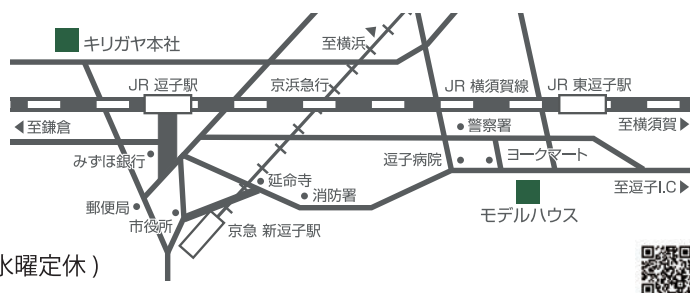 キリガヤ本社
至横浜
JR 逗子駅
京浜急行
JR 横須賀線
JR 東逗子駅
◀至鎌倉
警察署
至横須賀▶
みずほ銀行
逗子病院
ヨークマート
延命寺
至逗子I.C▶
郵便局
消防署
モデルハウス
市役所
京急 新逗子駅
水曜定休)